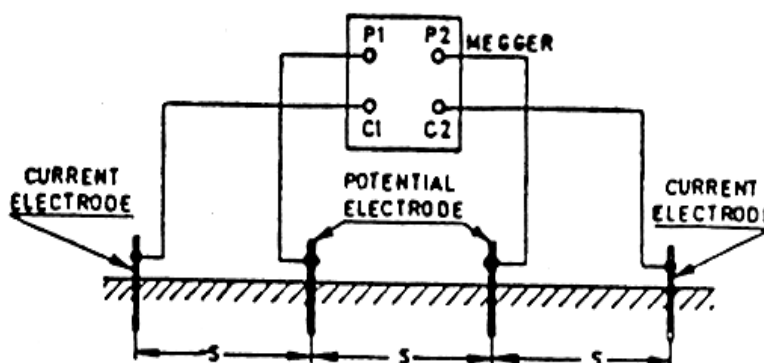 P1 P2 MEGGER
C1 C2
CURRENT
ELECTRODE
POTENTIAL
ELECTRODE
CURRENT
ELECTRODE
S S S